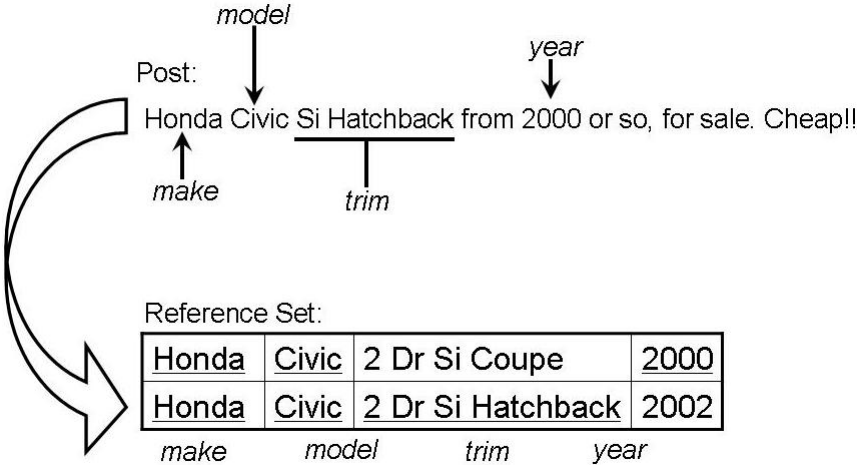 model
year
Post:
Honda Civic Si Hatchback from 2000 or so, for sale. Cheap!!
make
trim
Reference Set:
Honda Civic 2 Dr Si Coupe 2000
Honda Civic 2 Dr Si Hatchback 2002
make model trim year